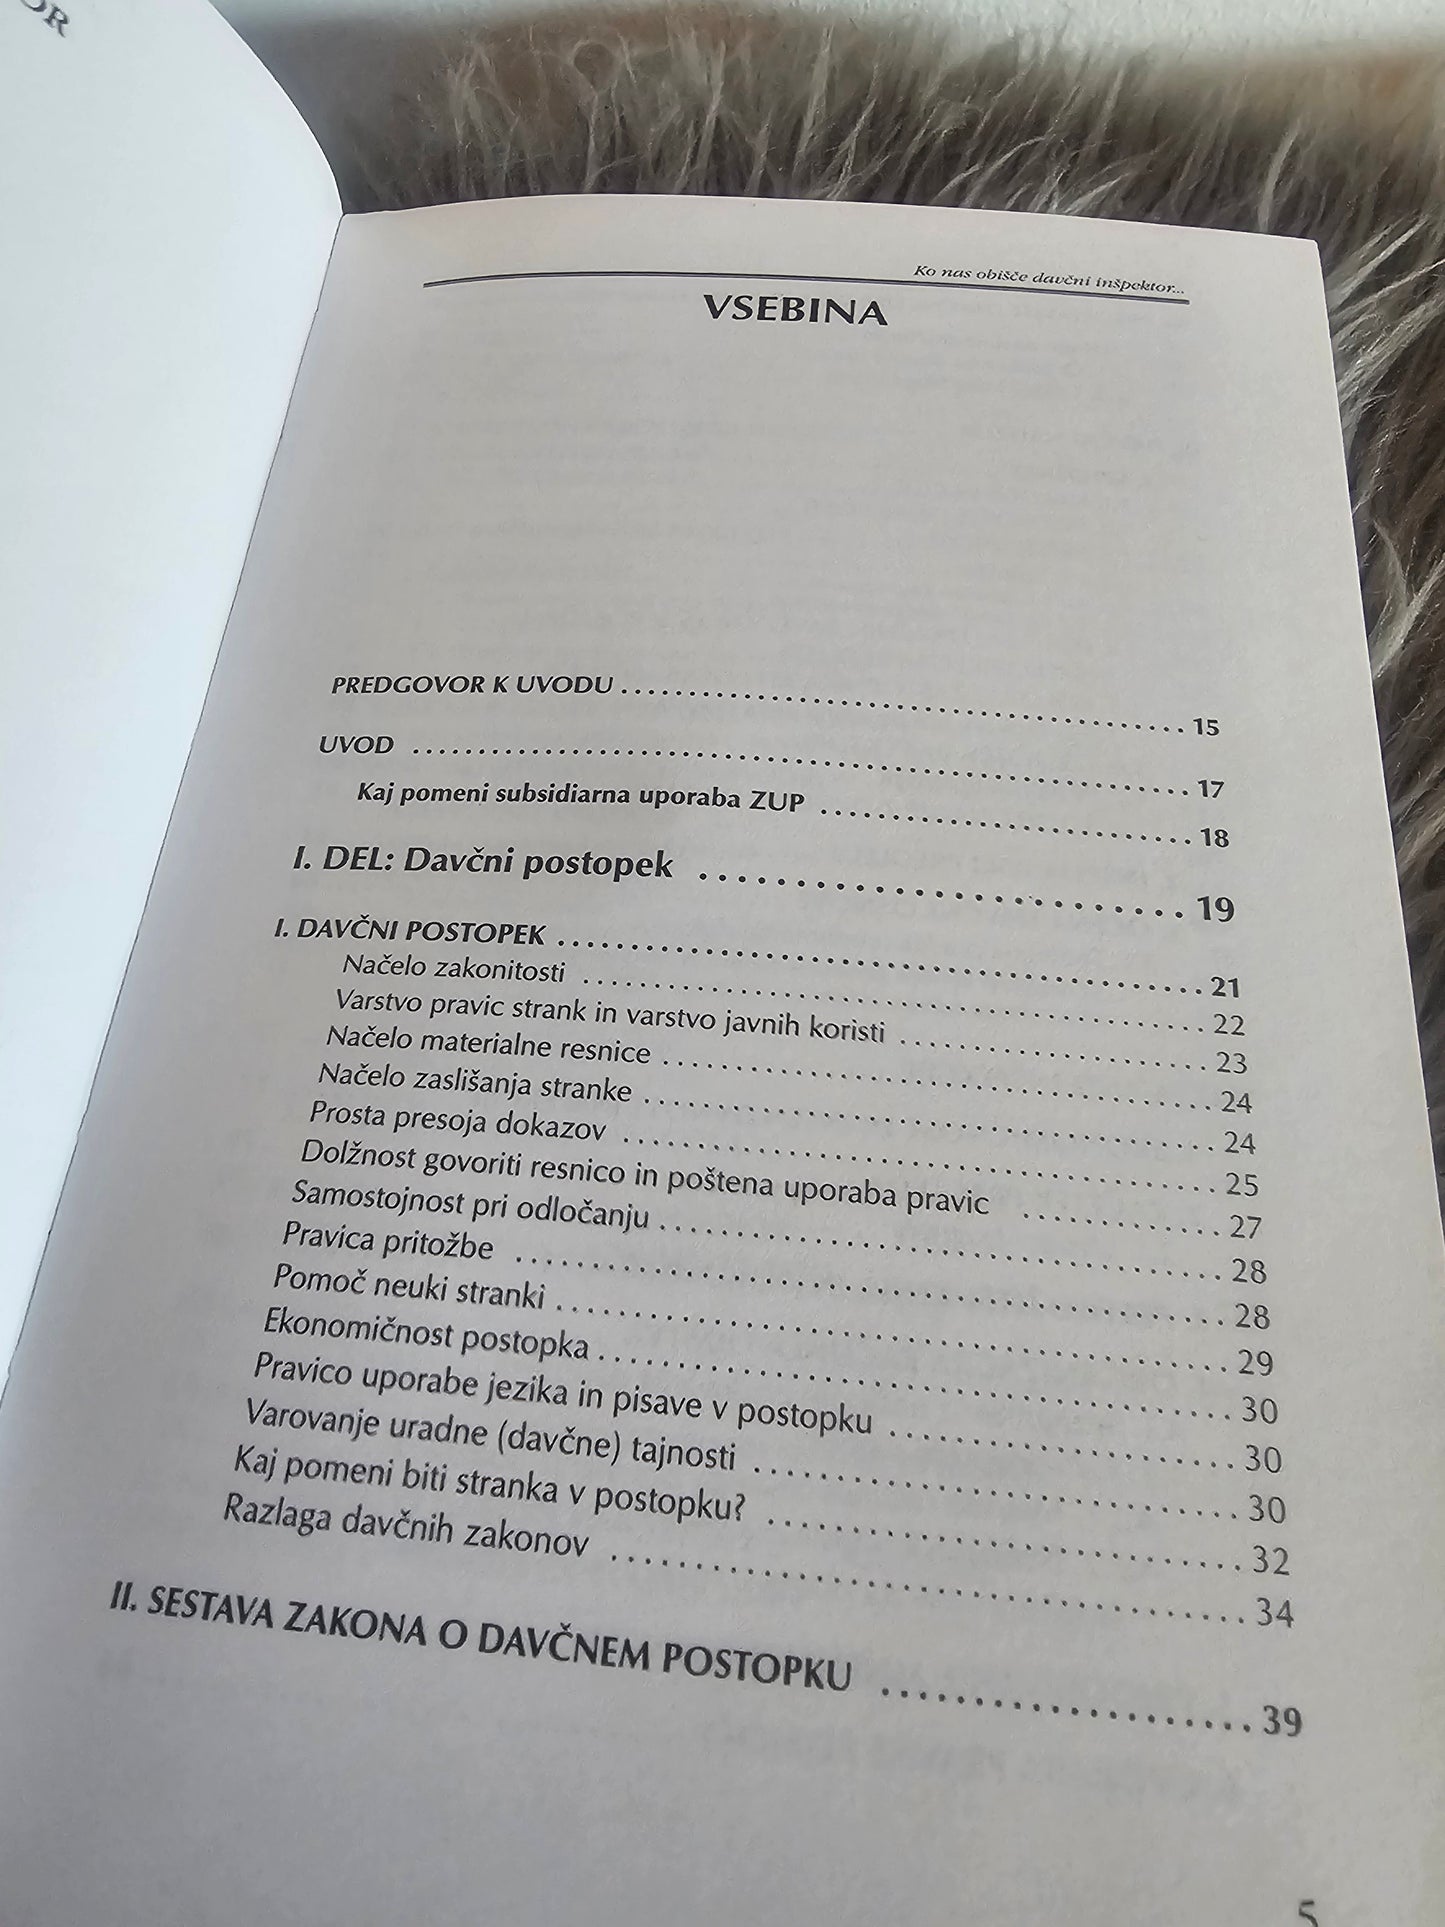 OR
Ko nas obišče davčni inšpektor...
VSEBINA
PREDGOVOR K UVODU ........................................ 15
UVOD ........................................ 17
Kaj pomeni subsidiarna uporaba ZUP ........................................ 18
I. DEL: Davčni postopek ........................................ 19
I. DAVČNI POSTOPEK ........................................ 21
Načelo zakonitosti ........................................ 22
Varstvo pravic strank in varstvo javnih koristi ........................................ 23
Načelo materialne resnice ........................................ 24
Načelo zaslišanja stranke ........................................ 24
Prosta presoja dokazov ........................................ 25
Dolžnost govoriti resnico in poštena uporaba pravic ............ 27
Samostojnost pri odločanju ........................................ 28
Pravica pritožbe ........................................ 28
Pomoč neuki stranki ........................................ 29
Ekonomičnost postopka ........................................ 30
Pravico uporabe jezika in pisave v postopku ........................................ 30
Varovanje uradne (davčne) tajnosti ........................................ 30
Kaj pomeni biti stranka v postopku? ........................................ 32
Razlaga davčnih zakonov ........................................ 34
II. SESTAVA ZAKONA O DAVČNEM POSTOPKU .................... 39
5